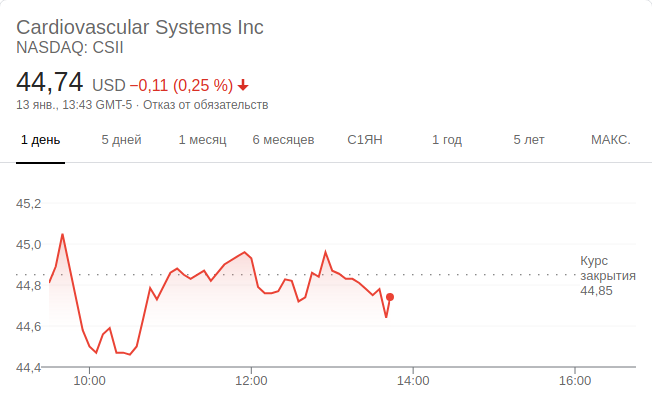 Cardiovascular Systems Inc
NASDAQ: CSII
44,74 USD −0,11 (0,25 %)
13 янв., 13:43 GMT-5 · Отказ от обязательств
1 день 5 дней 1 месяц 6 месяцев С1ЯН 1 год 5 лет МАКС.
45,2
45,0
44,8
44,6
44,4
Курс
закрытия
44,85
10:00 12:00 14:00 16:00